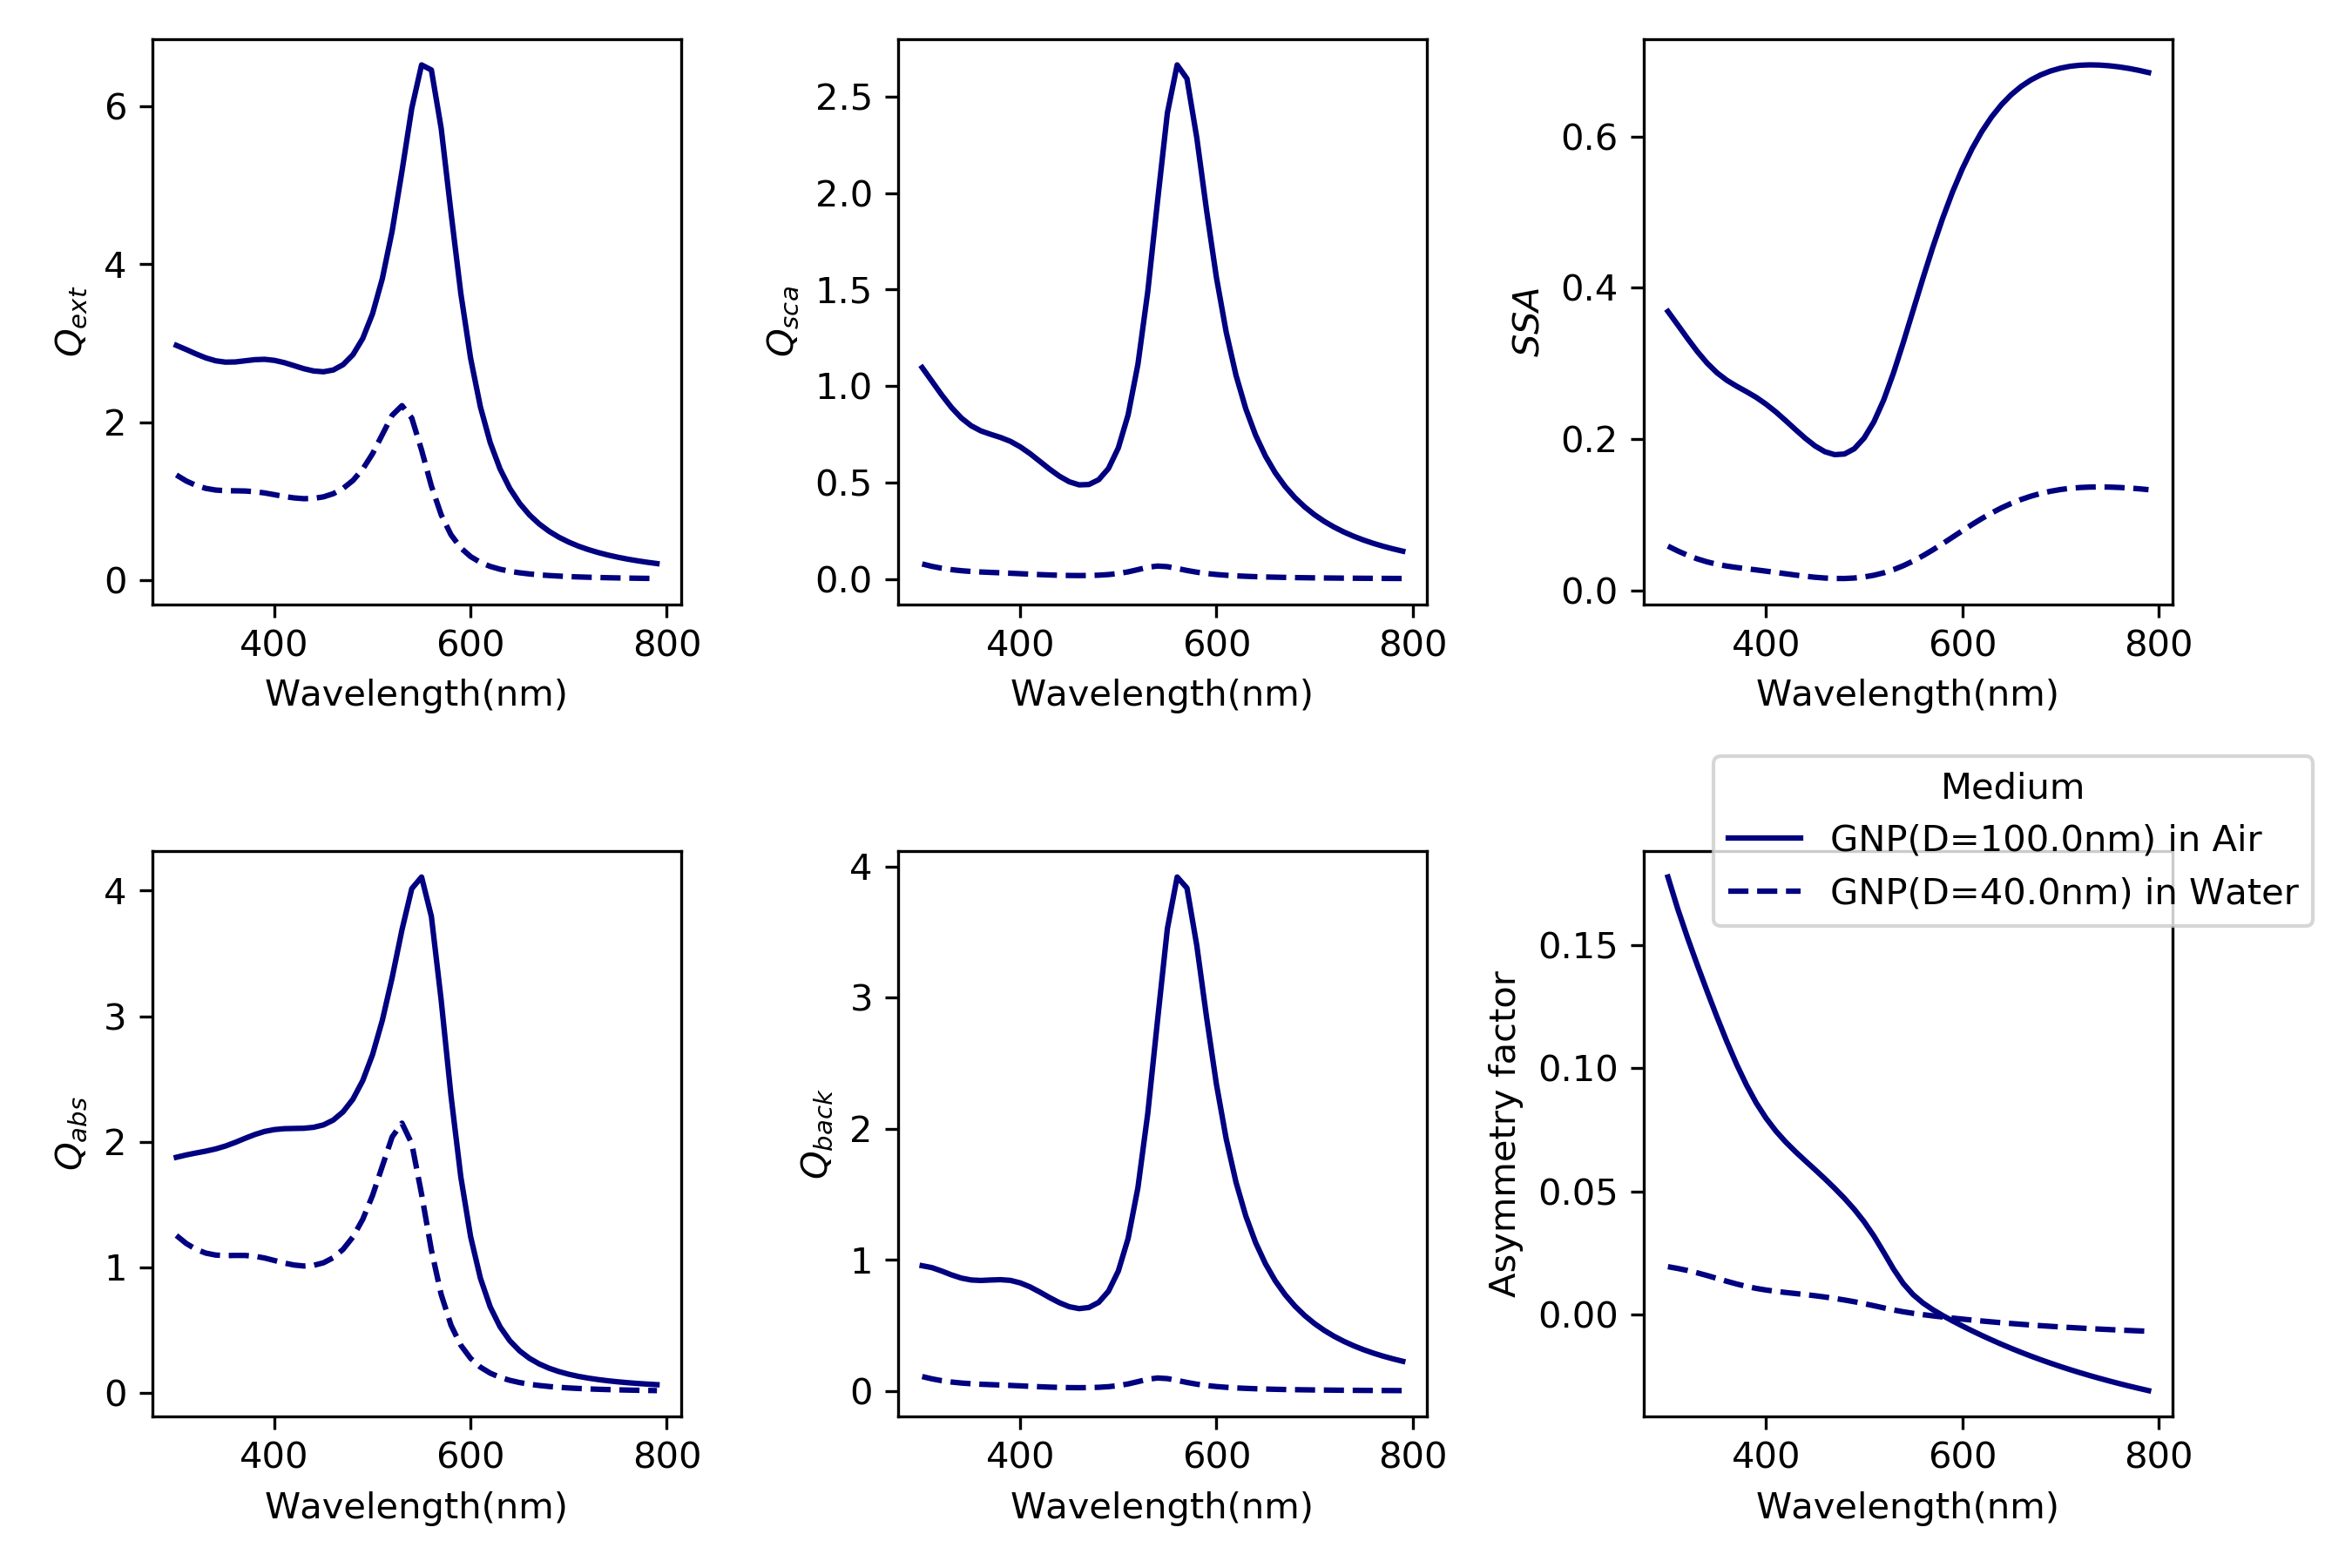 6
4
2
0
Q_ext
400 600 800
Wavelength(nm)
2.5
2.0
1.5
1.0
0.5
0.0
Q_sca
400 600 800
Wavelength(nm)
0.6
0.4
0.2
0.0
SSA
400 600 800
Wavelength(nm)
4
3
2
1
0
Q_abs
400 600 800
Wavelength(nm)
4
3
2
1
0
Q_back
400 600 800
Wavelength(nm)
Medium
GNP(D=100.0nm) in Air
GNP(D=40.0nm) in Water
0.15
0.10
0.05
0.00
Asymmetry factor
400 600 800
Wavelength(nm)